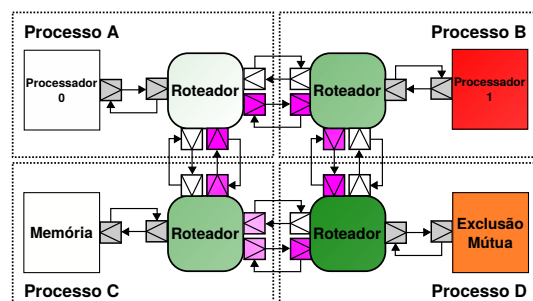 Processo A
Processo B
Processador
0
Roteador
Roteador
Processador
1
Memória
Roteador
Roteador
Exclusão
Mútua
Processo C
Processo D